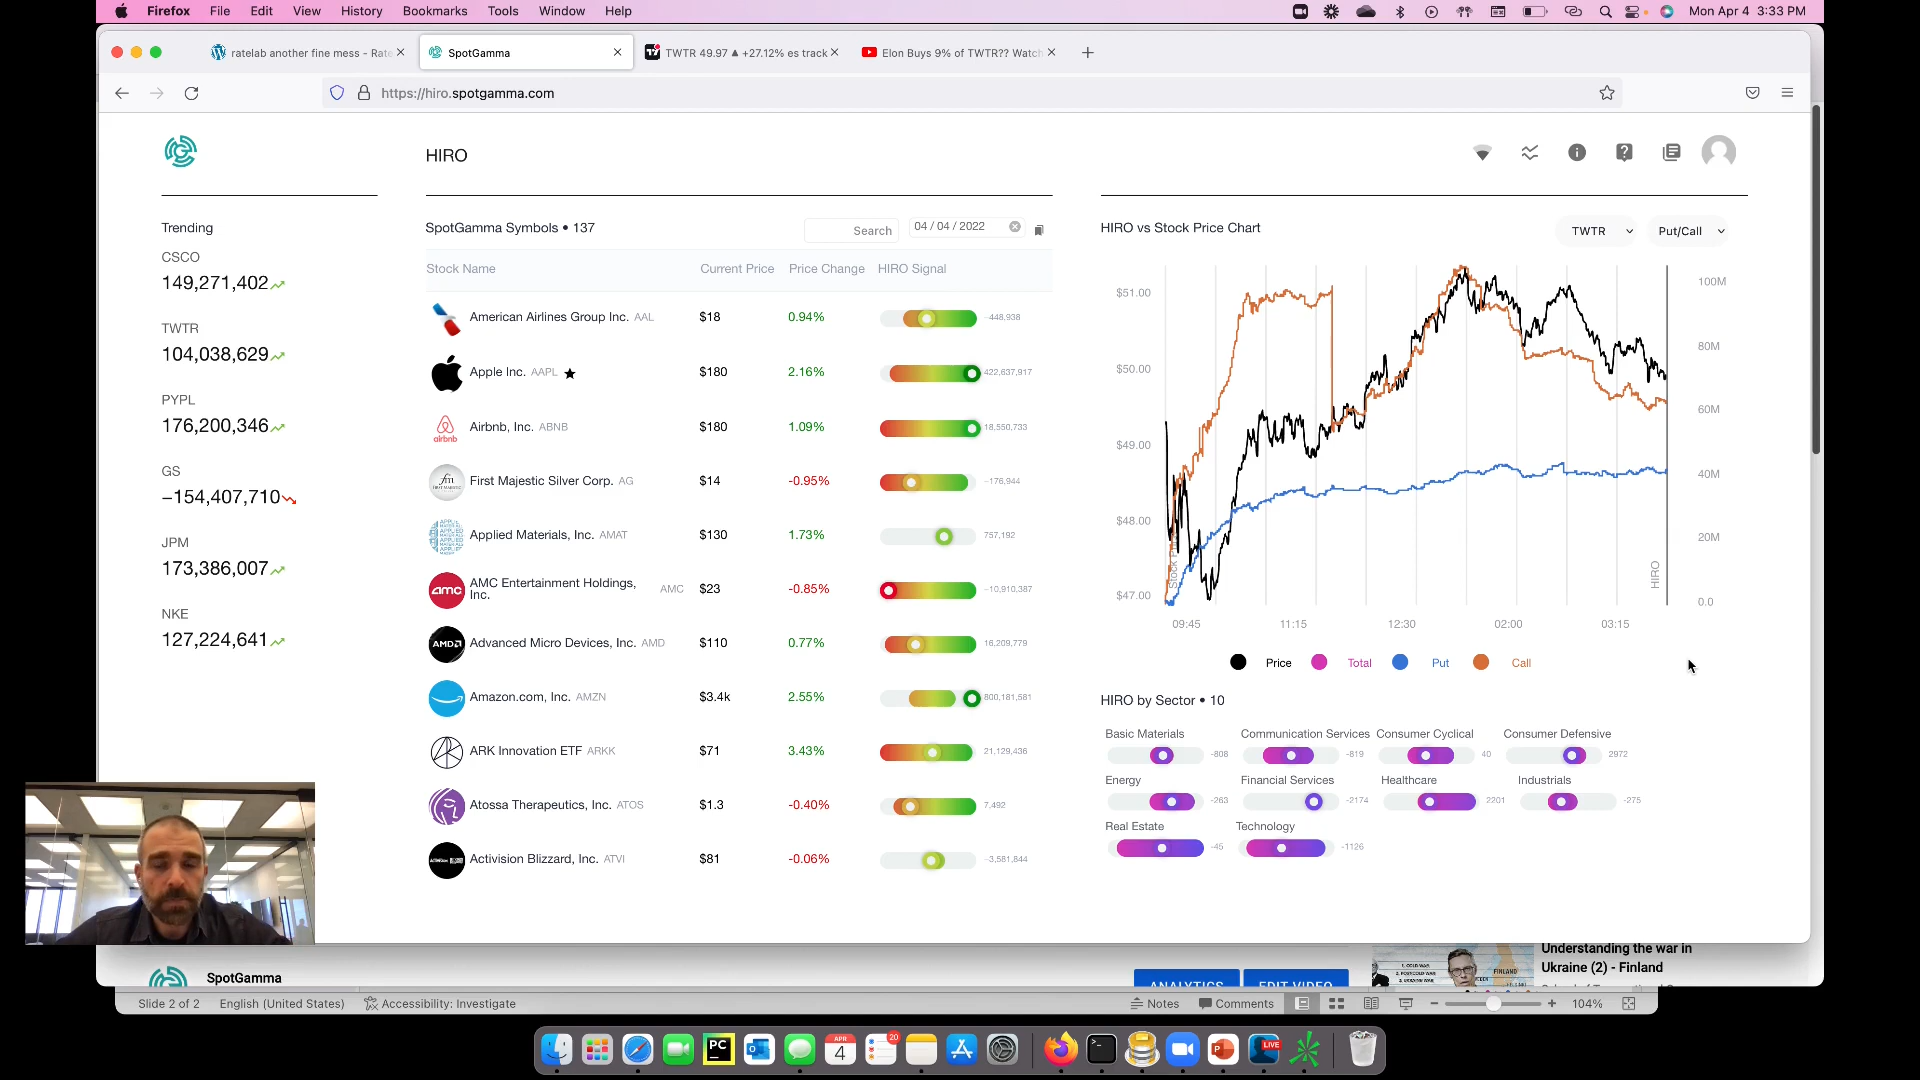 Firefox File Edit View History Bookmarks Tools Window Help
Mon Apr 4 3:33 PM
ratelab another fine mess - Rate
SpotGamma
TWTR 49.97 ▲ +27.12% es track
Elon Buys 9% of TWTR?? Watch
https://hiro.spotgamma.com
HIRO
Trending
CSCO
149,271,402
TWTR
104,038,629
PYPL
176,200,346
GS
−154,407,710
JPM
173,386,007
NKE
127,224,641
SpotGamma Symbols • 137
Search
04 / 04 / 2022
Stock Name Current Price Price Change HIRO Signal
American Airlines Group Inc. AAL $18 0.94% −448,938
Apple Inc. AAPL ★ $180 2.16% 422,637,917
airbnb Airbnb, Inc. ABNB $180 1.09% 18,550,733
fm First Majestic Silver Corp. AG $14 -0.95% −176,944
Applied Materials, Inc. AMAT $130 1.73% 757,192
amc AMC Entertainment Holdings, Inc. AMC $23 -0.85% −10,910,387
AMD Advanced Micro Devices, Inc. AMD $110 0.77% 16,209,779
Amazon.com, Inc. AMZN $3.4k 2.55% 800,181,581
ARK Innovation ETF ARKK $71 3.43% 21,129,436
Atossa Therapeutics, Inc. ATOS $1.3 -0.40% 7,492
Activision Blizzard, Inc. ATVI $81 -0.06% −3,581,844
HIRO vs Stock Price Chart
TWTR
Put/Call
$51.00
$50.00
$49.00
$48.00
$47.00
100M
80M
60M
40M
20M
0.0
HIRO
09:45 11:15 12:30 02:00 03:15
Price Total Put Call
HIRO by Sector • 10
Basic Materials Communication Services Consumer Cyclical Consumer Defensive
-808 -819 40 2972
Energy Financial Services Healthcare Industrials
-263 -2174 2201 -275
Real Estate Technology
-45 -1126
SpotGamma
ANALYTICS
EDIT VIDEO
FINLAND
Understanding the war in
Ukraine (2) - Finland
Slide 2 of 2 English (United States) Accessibility: Investigate
Notes Comments 104%
PC
APR
4
20
LIVE